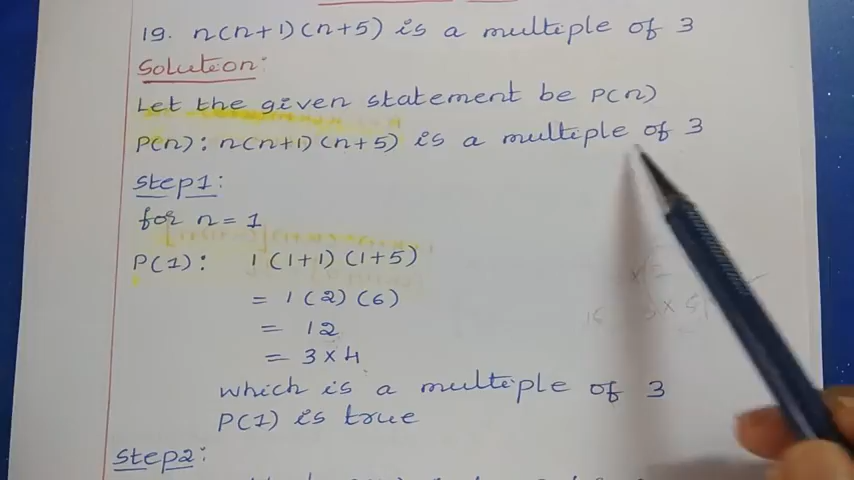 19. n(n+1)(n+5) is a multiple of 3
Solution:
Let the given statement be P(n)
P(n): n(n+1)(n+5) is a multiple of 3
Step1:
for n = 1
P(1): 1(1+1)(1+5)
= 1(2)(6)
= 12
= 3×4
which is a multiple of 3
P(1) is true
Step2: